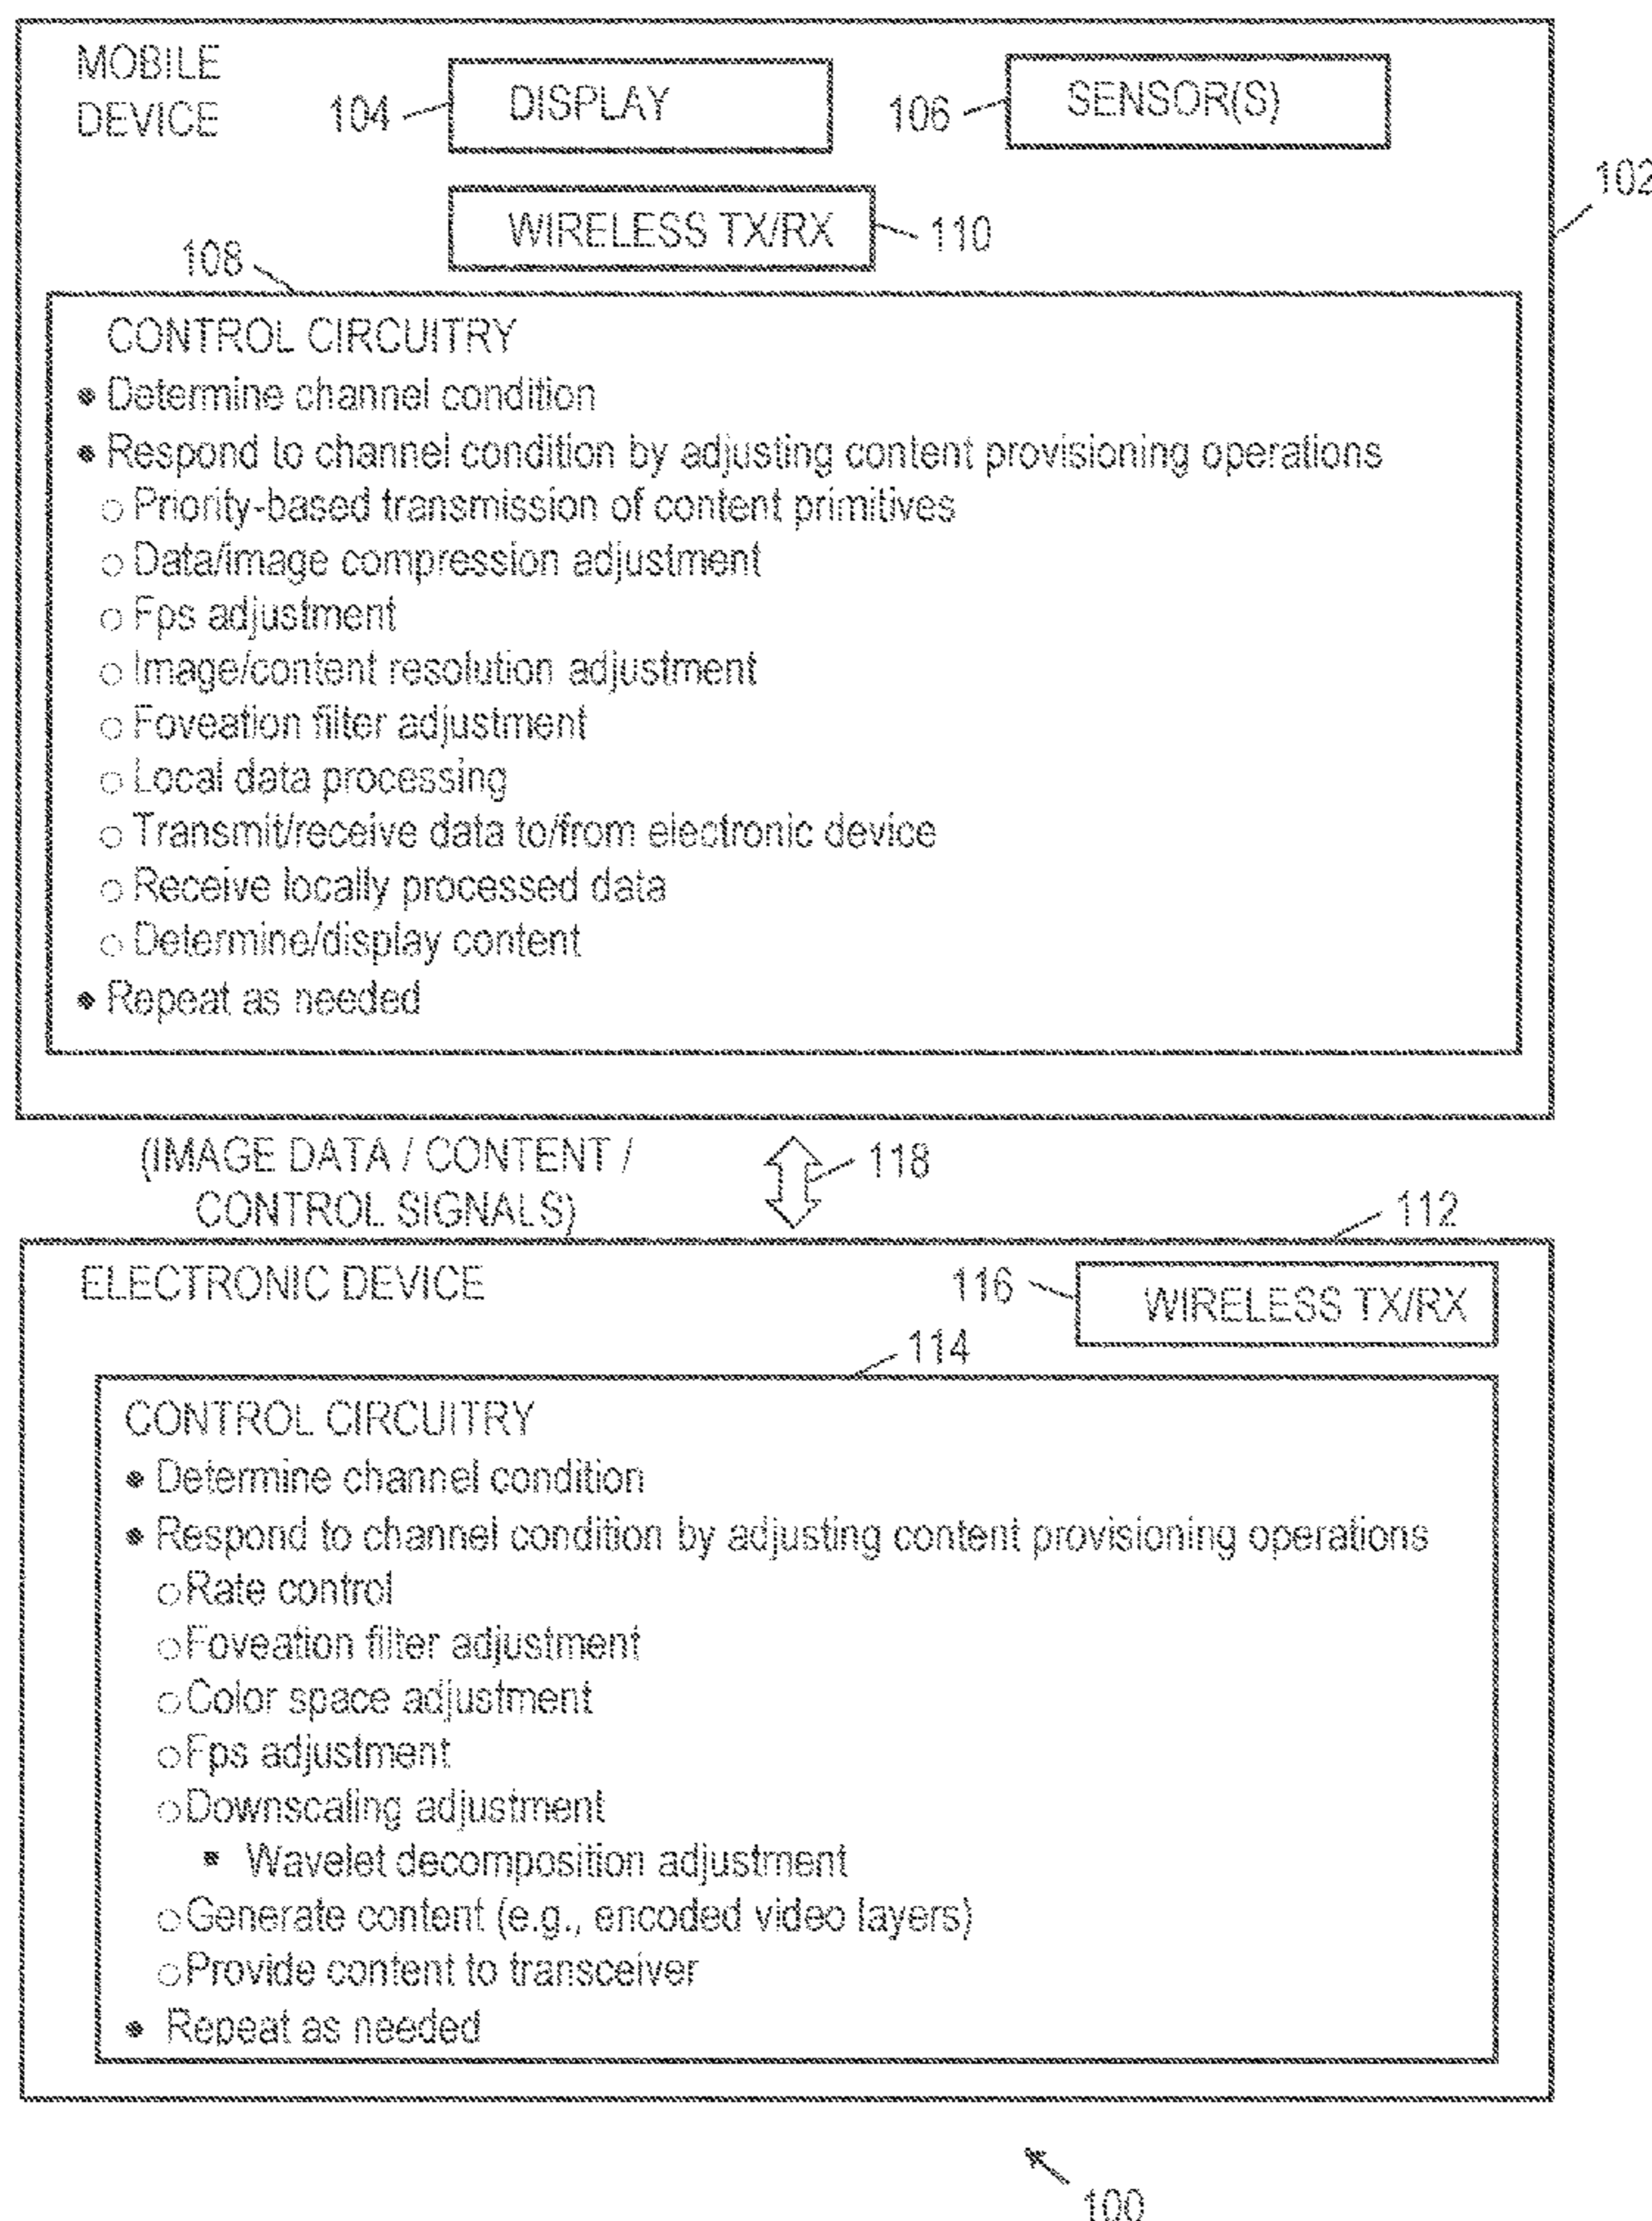 MOBILE
DEVICE
104
DISPLAY
106
SENSOR(S)
102
WIRELESS TX/RX
110
108
CONTROL CIRCUITRY
• Determine channel condition
• Respond to channel condition by adjusting content provisioning operations
○ Priority-based transmission of content primitives
○ Data/image compression adjustment
○ Fps adjustment
○ Image/content resolution adjustment
○ Foveation filter adjustment
○ Local data processing
○ Transmit/receive data to/from electronic device
○ Receive locally processed data
○ Determine/display content
• Repeat as needed
(IMAGE DATA / CONTENT /
CONTROL SIGNALS)
118
112
ELECTRONIC DEVICE
116
WIRELESS TX/RX
114
CONTROL CIRCUITRY
• Determine channel condition
• Respond to channel condition by adjusting content provisioning operations
○ Rate control
○ Foveation filter adjustment
○ Color space adjustment
○ Fps adjustment
○ Downscaling adjustment
▪ Wavelet decomposition adjustment
○ Generate content (e.g., encoded video layers)
○ Provide content to transceiver
• Repeat as needed
100